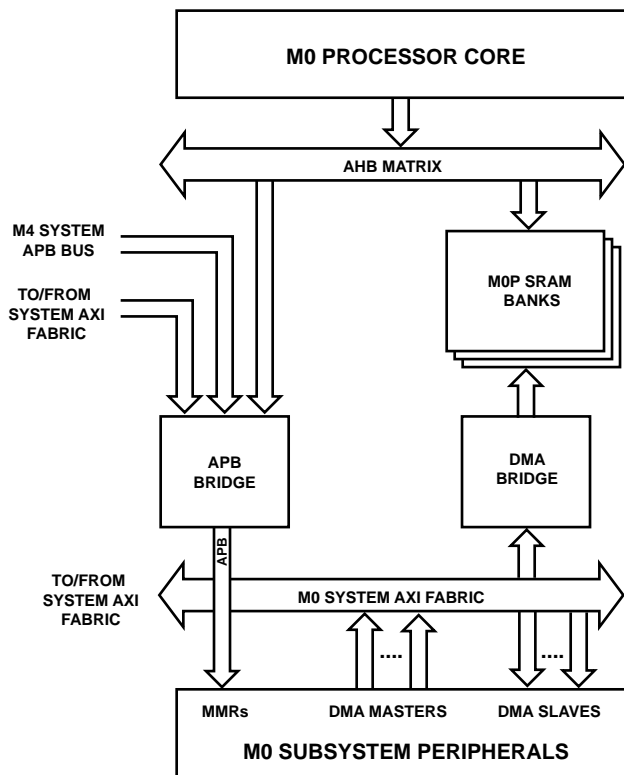 M0 PROCESSOR CORE
AHB MATRIX
M4 SYSTEM
APB BUS
TO/FROM
SYSTEM AXI
FABRIC
M0P SRAM
BANKS
APB
BRIDGE
DMA
BRIDGE
APB
TO/FROM
SYSTEM AXI
FABRIC
M0 SYSTEM AXI FABRIC
....
....
MMRs
DMA MASTERS
DMA SLAVES
M0 SUBSYSTEM PERIPHERALS